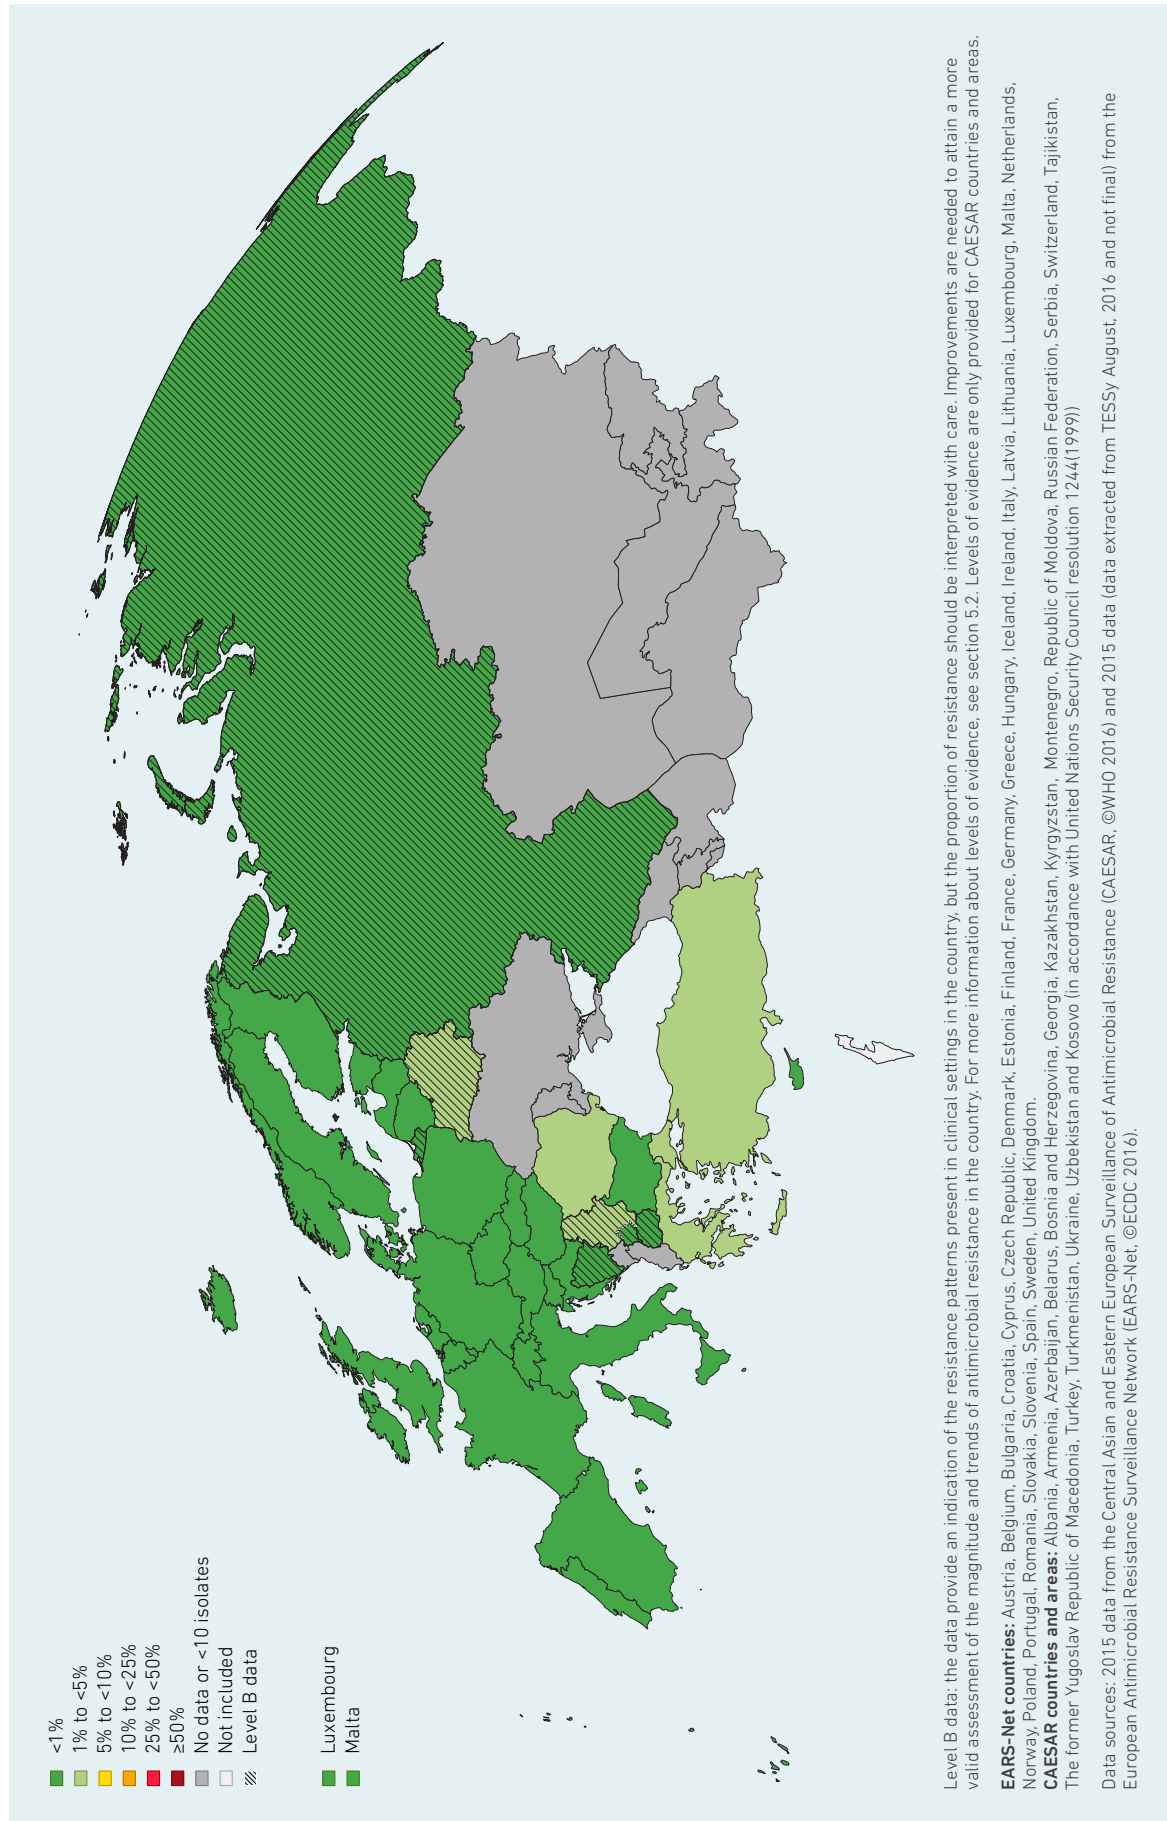 <1%
1% to <5%
5% to <10%
10% to <25%
25% to <50%
≥50%
No data or <10 isolates
Not included
Level B data
Luxembourg
Malta
Level B data: the data provide an indication of the resistance patterns present in clinical settings in the country, but the proportion of resistance should be interpreted with care. Improvements are needed to attain a more
valid assessment of the magnitude and trends of antimicrobial resistance in the country. For more information about levels of evidence, see section 5.2. Levels of evidence are only provided for CAESAR countries and areas.
EARS-Net countries: Austria, Belgium, Bulgaria, Croatia, Cyprus, Czech Republic, Denmark, Estonia, Finland, France, Germany, Greece, Hungary, Iceland, Ireland, Italy, Latvia, Lithuania, Luxembourg, Malta, Netherlands,
Norway, Poland, Portugal, Romania, Slovakia, Slovenia, Spain, Sweden, United Kingdom.
CAESAR countries and areas: Albania, Armenia, Azerbaijan, Belarus, Bosnia and Herzegovina, Georgia, Kazakhstan, Kyrgyzstan, Montenegro, Republic of Moldova, Russian Federation, Serbia, Switzerland, Tajikistan,
The former Yugoslav Republic of Macedonia, Turkey, Turkmenistan, Ukraine, Uzbekistan and Kosovo (in accordance with United Nations Security Council resolution 1244(1999))
Data sources: 2015 data from the Central Asian and Eastern European Surveillance of Antimicrobial Resistance (CAESAR, ©WHO 2016) and 2015 data (data extracted from TESSy August, 2016 and not final) from the
European Antimicrobial Resistance Surveillance Network (EARS-Net, ©ECDC 2016).